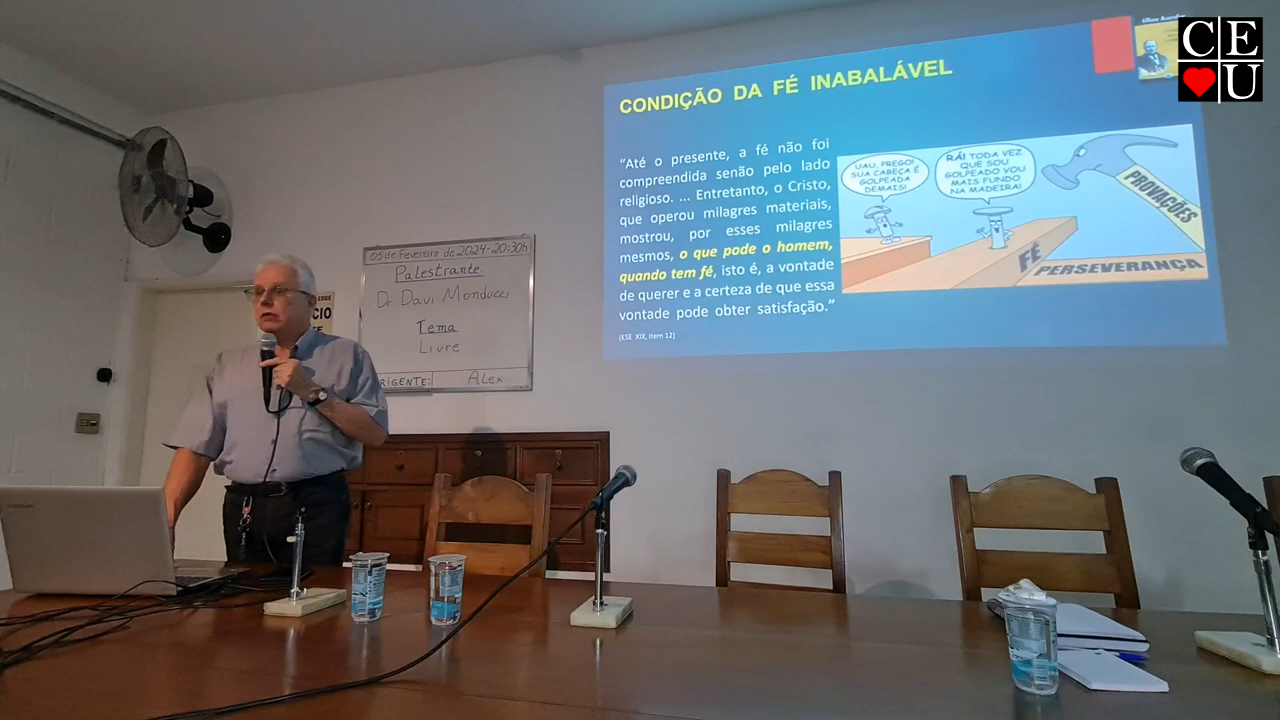 CE
U
CONDIÇÃO DA FÉ INABALÁVEL
“Até o presente, a fé não foi
compreendida senão pelo lado
religioso. ... Entretanto, o Cristo,
que operou milagres materiais,
mostrou, por esses milagres
mesmos, o que pode o homem,
quando tem fé, isto é, a vontade
de querer e a certeza de que essa
vontade pode obter satisfação.”
(ESE XIX, Item 12)
UAU, PREGO!
SUA CABEÇA É
GOLPEADA
DEMAIS!
RÁ! TODA VEZ
QUE SOU
GOLPEADO VOU
MAIS FUNDO
NA MADEIRA!
PROVAÇÕES
FÉ
PERSEVERANÇA
05 de Fevereiro de 2024-20:30h
Palestrante
Dr Davi Monducci
Tema
Livre
RIGENTE: Alex